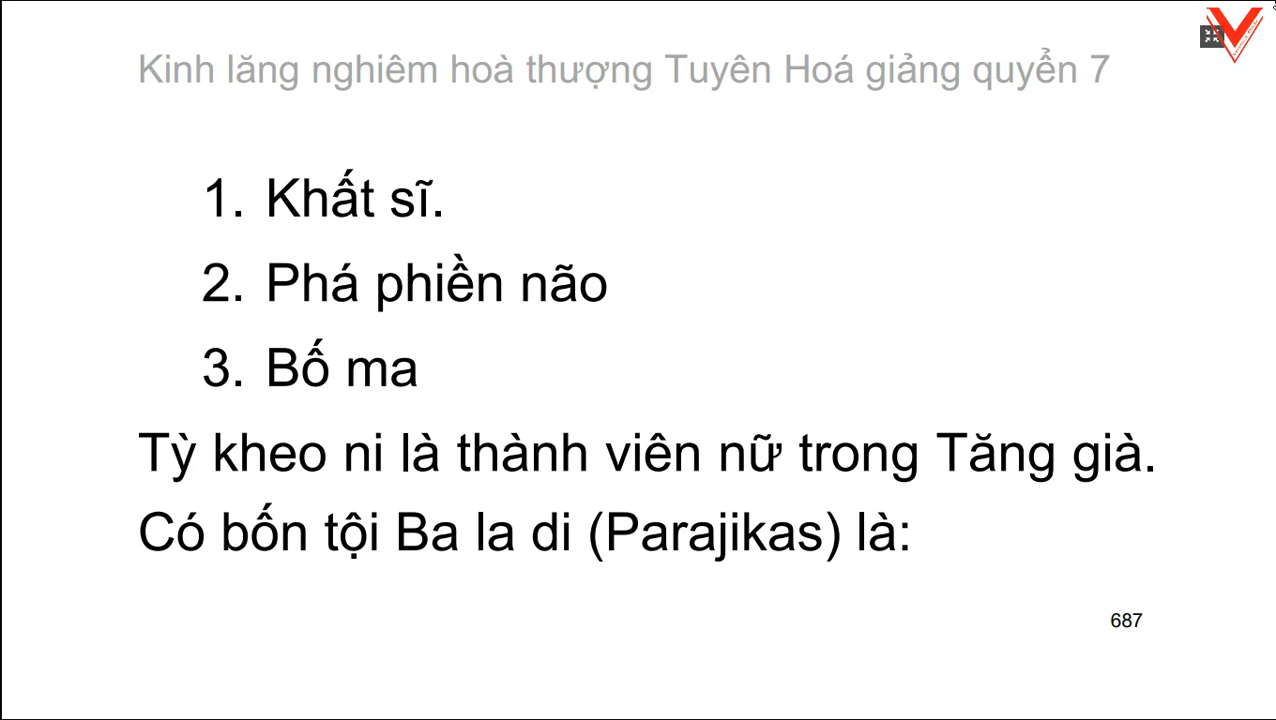 Kinh lăng nghiêm hoà thượng Tuyên Hoá giảng quyển 7
1. Khất sĩ.
2. Phá phiền não
3. Bố ma
Tỳ kheo ni là thành viên nữ trong Tăng già.
Có bốn tội Ba la di (Parajikas) là:
687